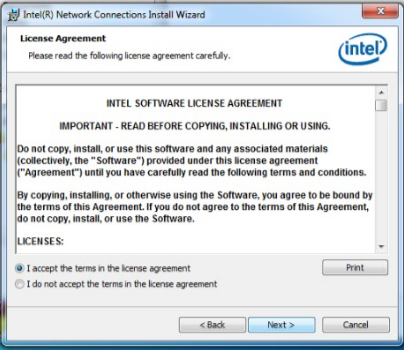 Intel(R) Network Connections Install Wizard
License Agreement
Please read the following license agreement carefully.
intel
INTEL SOFTWARE LICENSE AGREEMENT
IMPORTANT - READ BEFORE COPYING, INSTALLING OR USING.
Do not copy, install, or use this software and any associated materials
(collectively, the "Software") provided under this license agreement
("Agreement") until you have carefully read the following terms and conditions.
By copying, installing, or otherwise using the Software, you agree to be bound by
the terms of this Agreement. If you do not agree to the terms of this Agreement,
do not copy, install, or use the Software.
LICENSES:
I accept the terms in the license agreement
Print
I do not accept the terms in the license agreement
< Back
Next >
Cancel